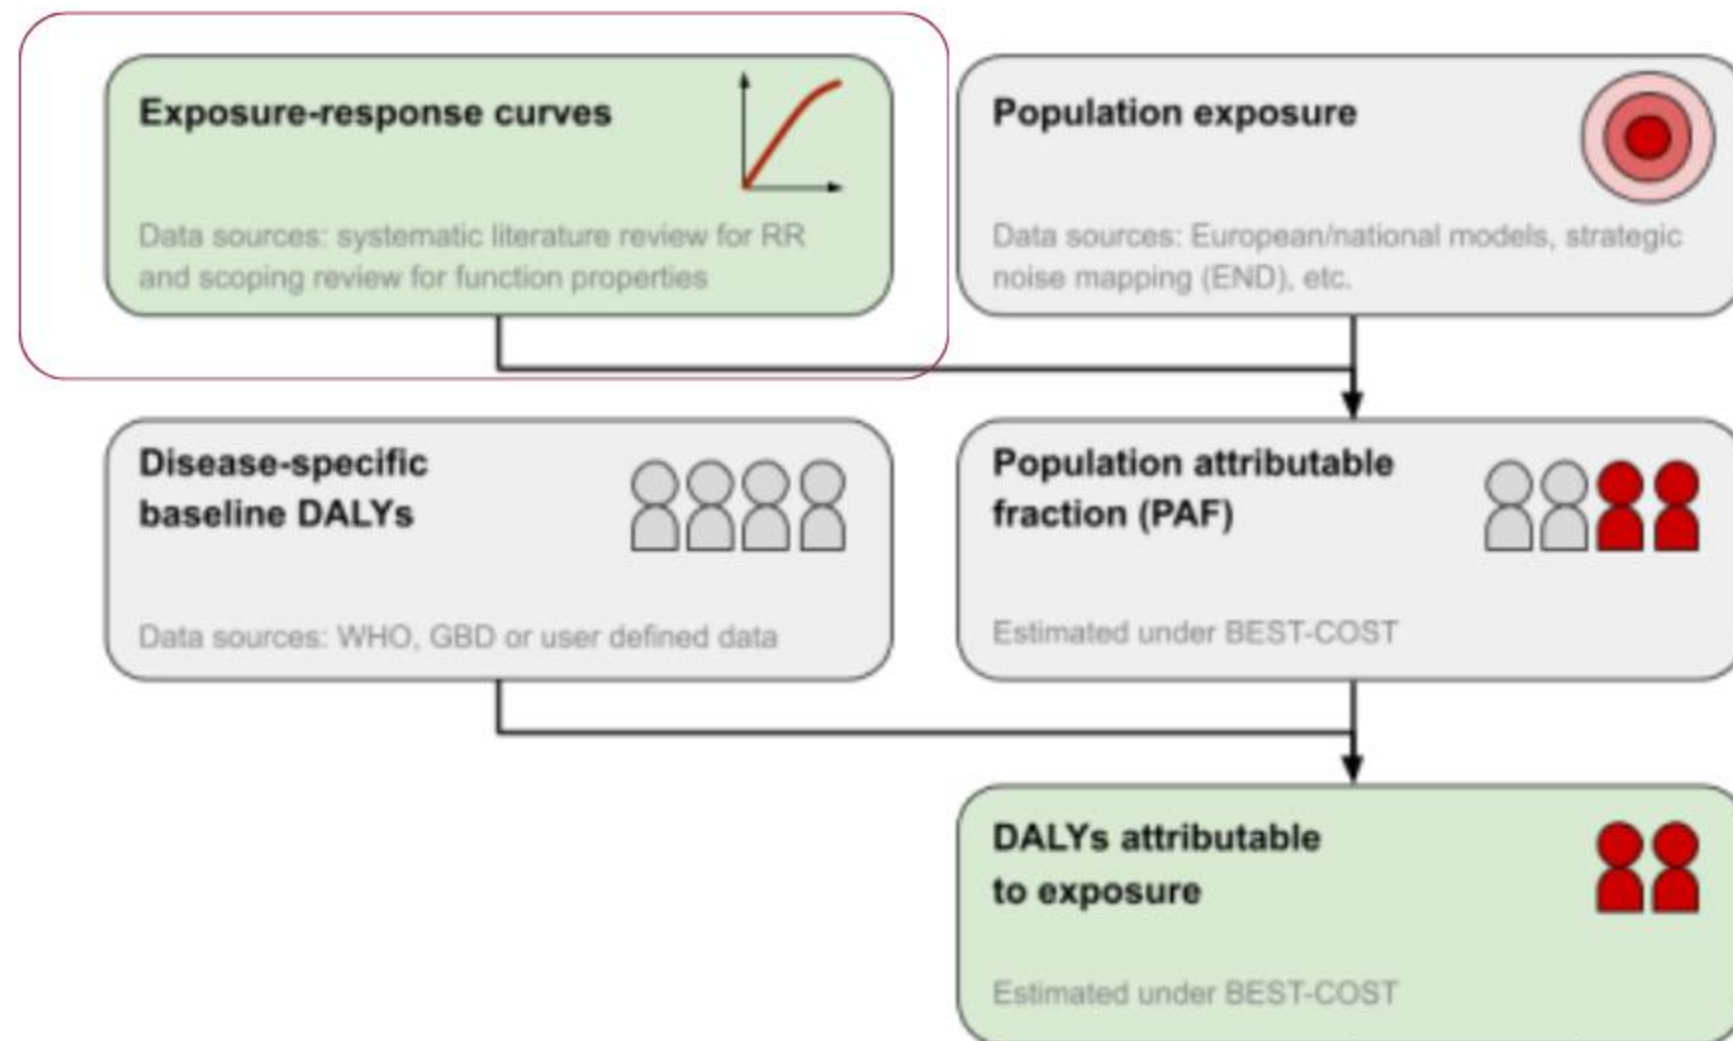 Exposure-response curves
Data sources: systematic literature review for RR
and scoping review for function properties
Population exposure
Data sources: European/national models, strategic
noise mapping (END), etc.
Disease-specific
baseline DALYs
Data sources: WHO, GBD or user defined data
Population attributable
fraction (PAF)
Estimated under BEST-COST
DALYs attributable
to exposure
Estimated under BEST-COST